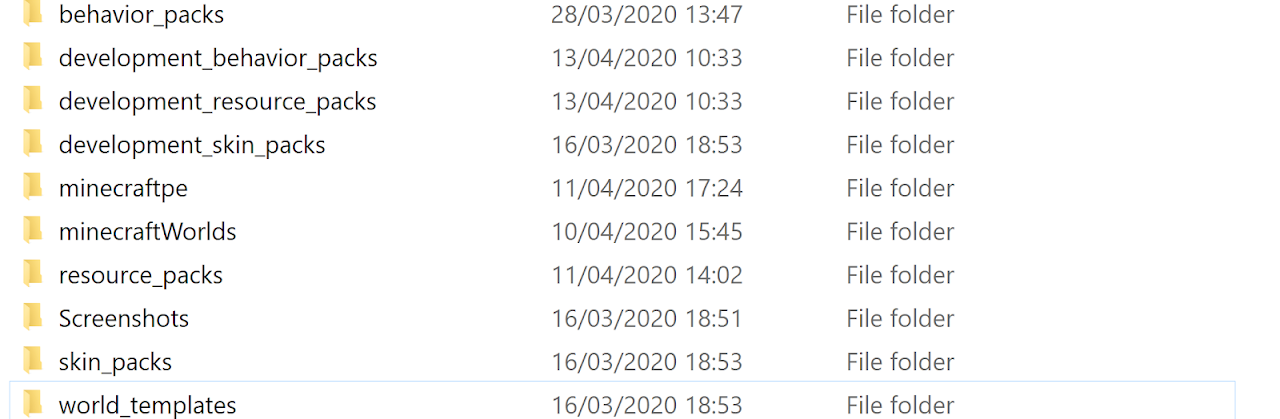 behavior_packs 28/03/2020 13:47 File folder
development_behavior_packs 13/04/2020 10:33 File folder
development_resource_packs 13/04/2020 10:33 File folder
development_skin_packs 16/03/2020 18:53 File folder
minecraftpe 11/04/2020 17:24 File folder
minecraftWorlds 10/04/2020 15:45 File folder
resource_packs 11/04/2020 14:02 File folder
Screenshots 16/03/2020 18:51 File folder
skin_packs 16/03/2020 18:53 File folder
world_templates 16/03/2020 18:53 File folder